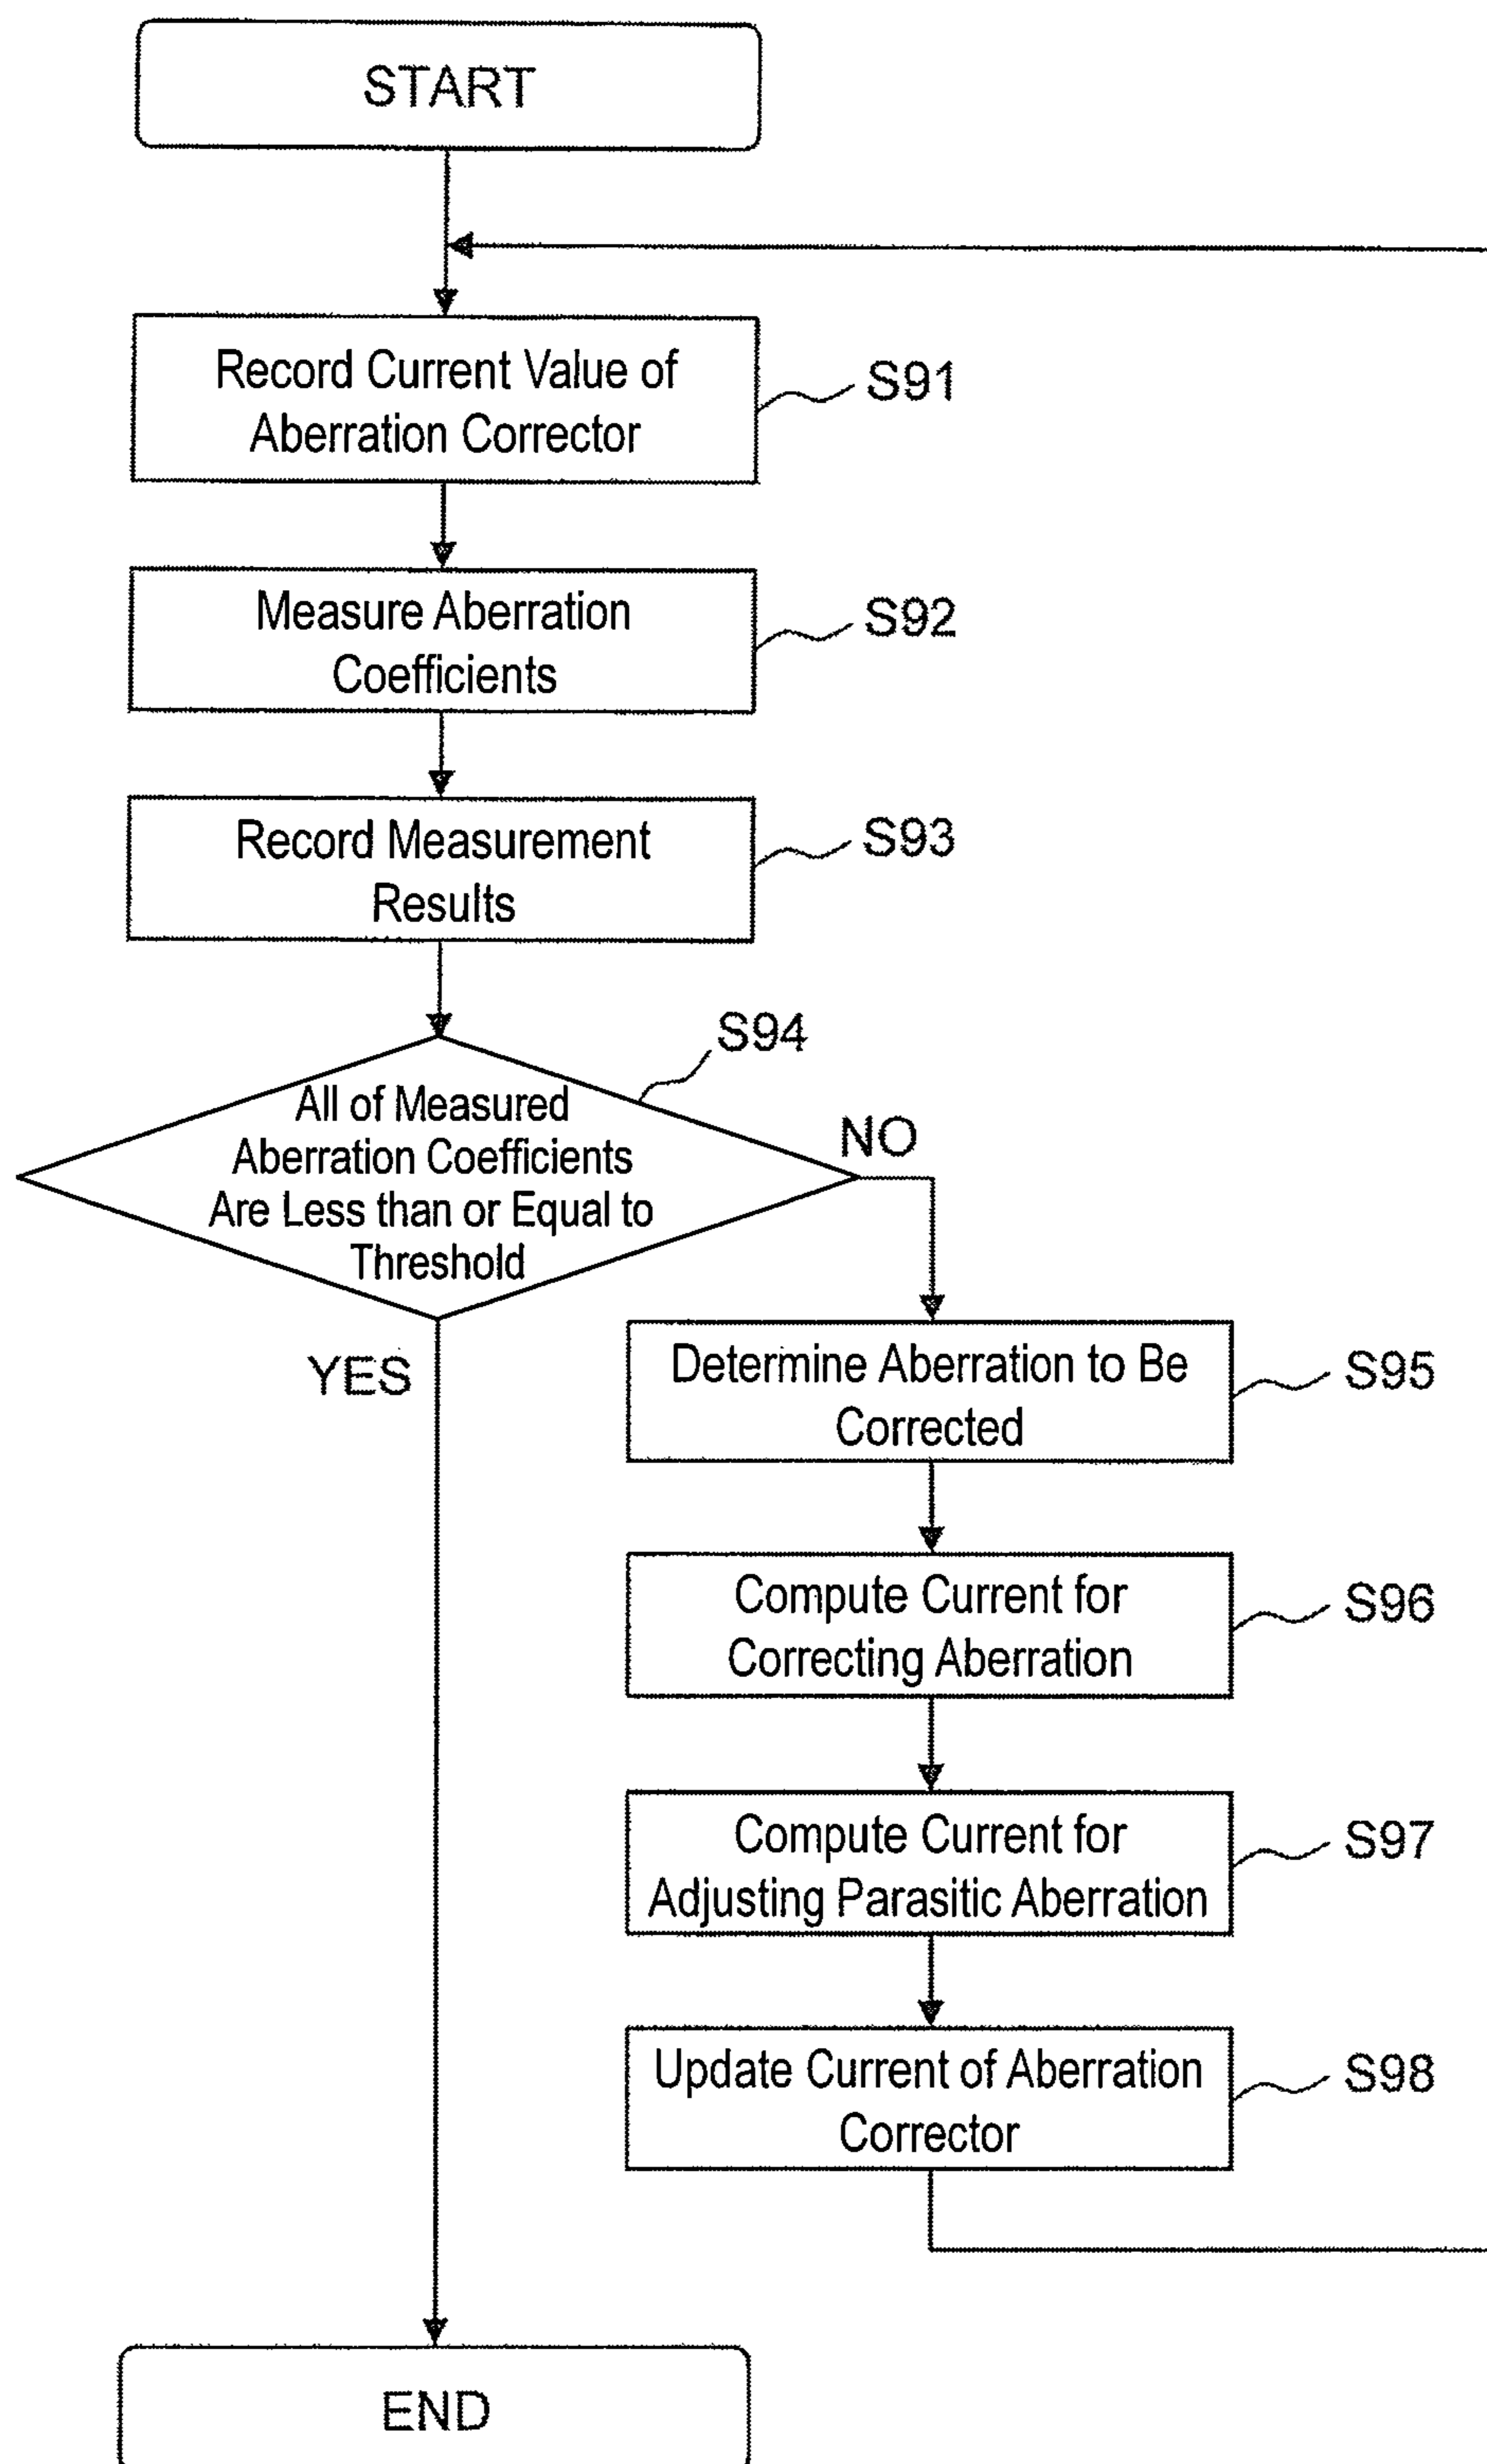 START
Record Current Value of
Aberration Corrector
S91
Measure Aberration
Coefficients
S92
Record Measurement
Results
S93
S94
All of Measured
Aberration Coefficients
Are Less than or Equal to
Threshold
NO
YES
Determine Aberration to Be
Corrected
S95
Compute Current for
Correcting Aberration
S96
Compute Current for
Adjusting Parasitic Aberration
S97
Update Current of Aberration
Corrector
S98
END